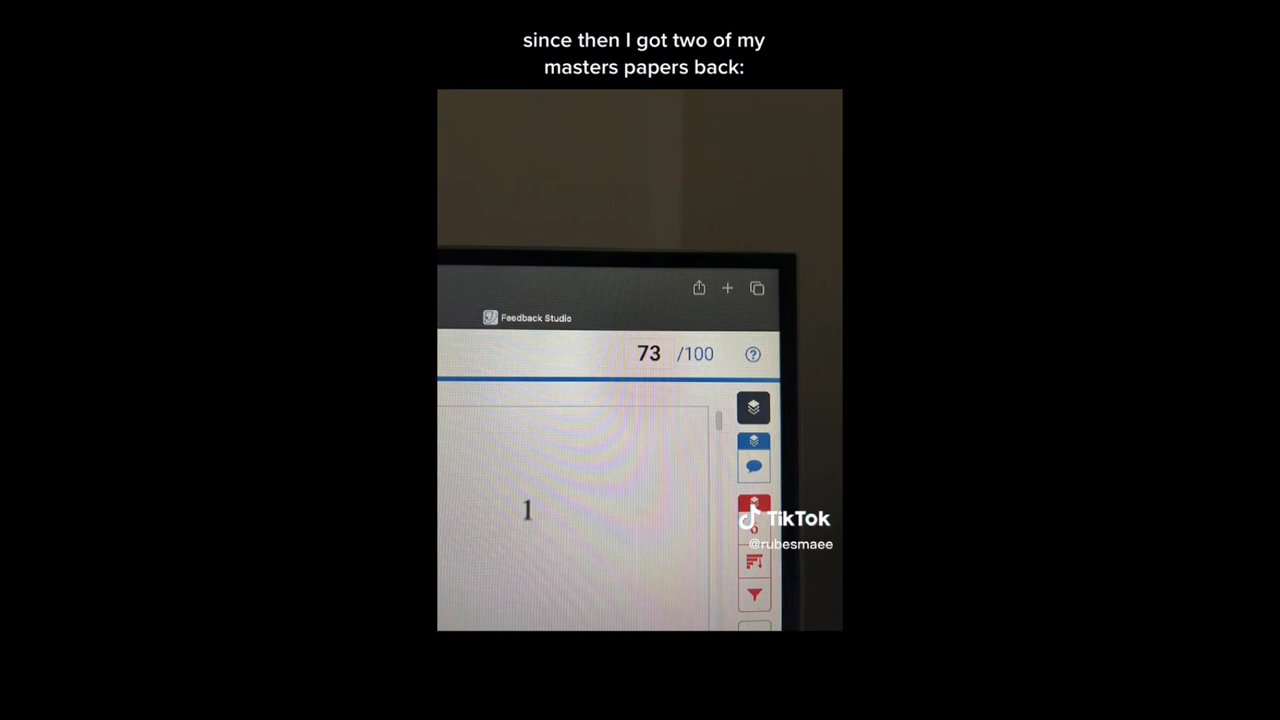 since then I got two of my
masters papers back:
Feedback Studio
73 /100
1
TikTok
@rubesmaee